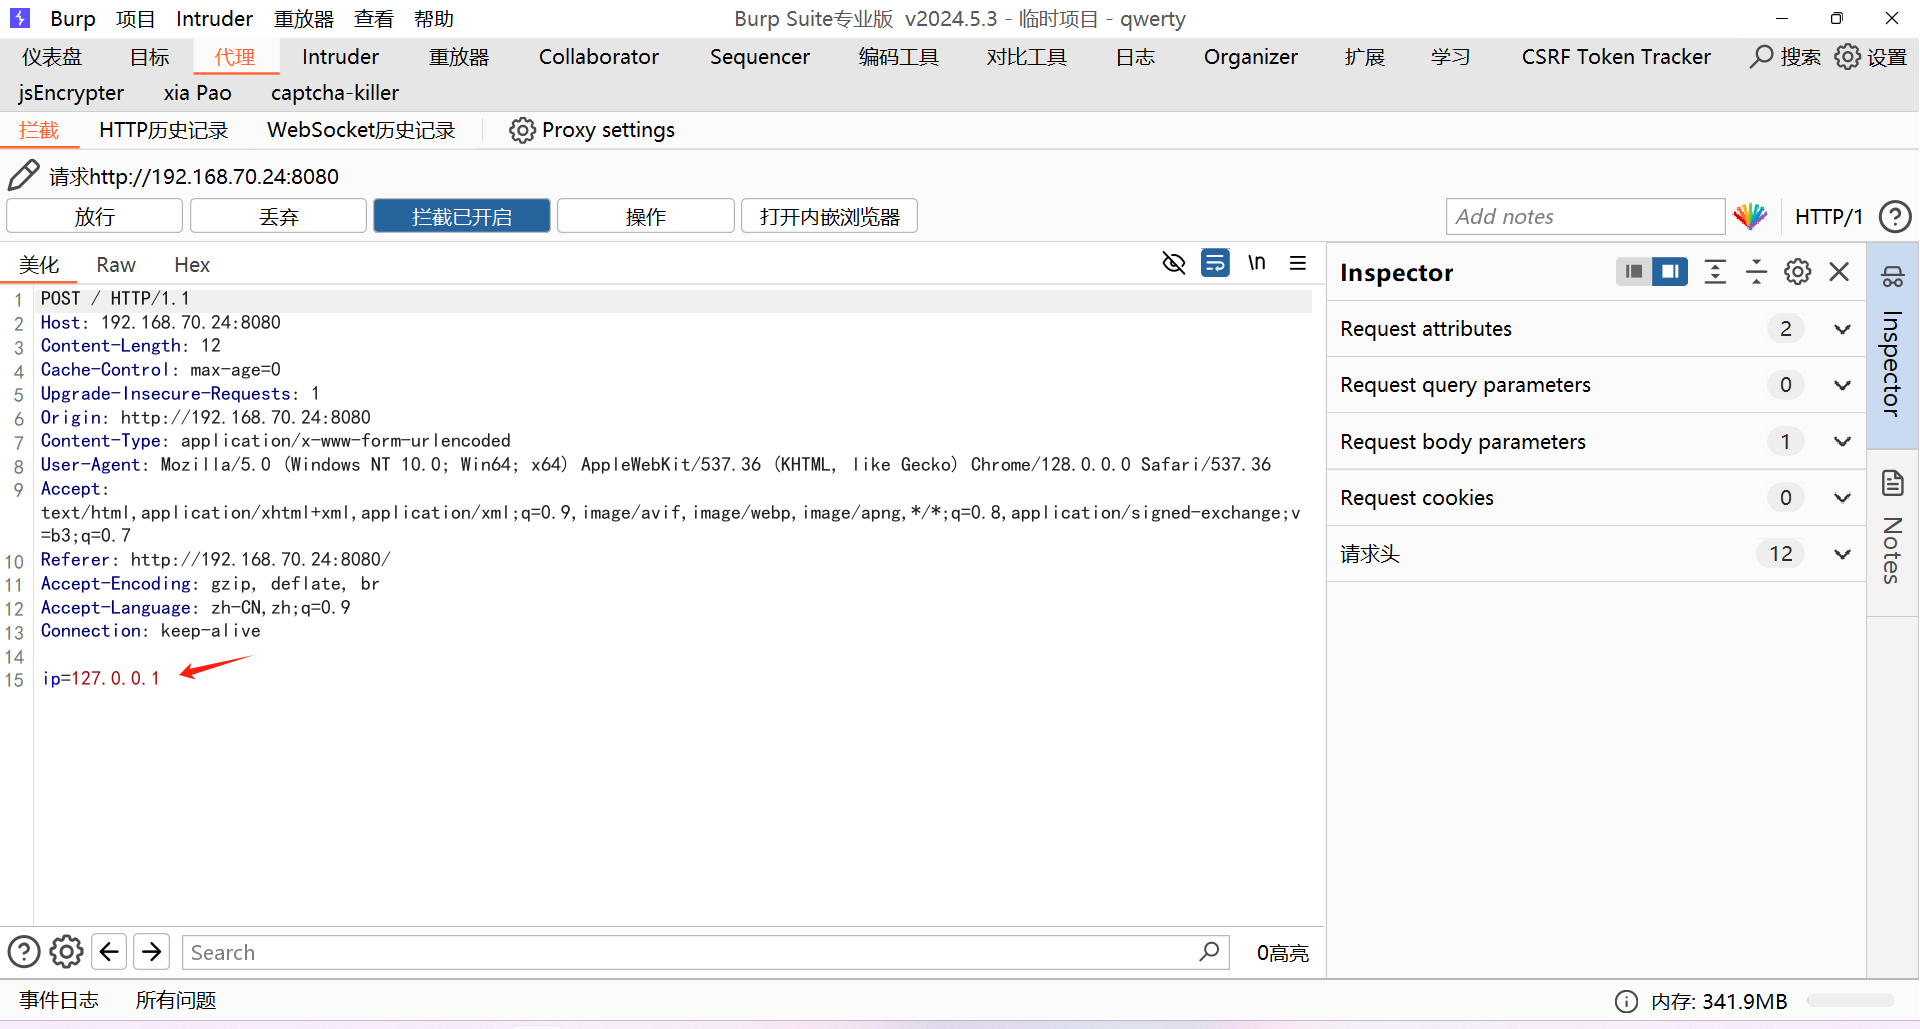 Burp 项目 Intruder 重放器 查看 帮助 Burp Suite专业版 v2024.5.3 - 临时项目 - qwerty
仪表盘 目标 代理 Intruder 重放器 Collaborator Sequencer 编码工具 对比工具 日志 Organizer 扩展 学习 CSRF Token Tracker 搜索 设置
jsEncrypter xia Pao captcha-killer
拦截 HTTP历史记录 WebSocket历史记录 Proxy settings
请求http://192.168.70.24:8080
放行 丢弃 拦截已开启 操作 打开内嵌浏览器 Add notes HTTP/1
美化 Raw Hex \n
1 POST / HTTP/1.1
2 Host: 192.168.70.24:8080
3 Content-Length: 12
4 Cache-Control: max-age=0
5 Upgrade-Insecure-Requests: 1
6 Origin: http://192.168.70.24:8080
7 Content-Type: application/x-www-form-urlencoded
8 User-Agent: Mozilla/5.0 (Windows NT 10.0; Win64; x64) AppleWebKit/537.36 (KHTML, like Gecko) Chrome/128.0.0.0 Safari/537.36
9 Accept:
text/html,application/xhtml+xml,application/xml;q=0.9,image/avif,image/webp,image/apng,*/*;q=0.8,application/signed-exchange;v
=b3;q=0.7
10 Referer: http://192.168.70.24:8080/
11 Accept-Encoding: gzip, deflate, br
12 Accept-Language: zh-CN,zh;q=0.9
13 Connection: keep-alive
14
15 ip=127.0.0.1
Inspector
Request attributes 2
Request query parameters 0
Request body parameters 1
Request cookies 0
请求头 12
Inspector
Notes
Search 0高亮
事件日志 所有问题 内存: 341.9MB